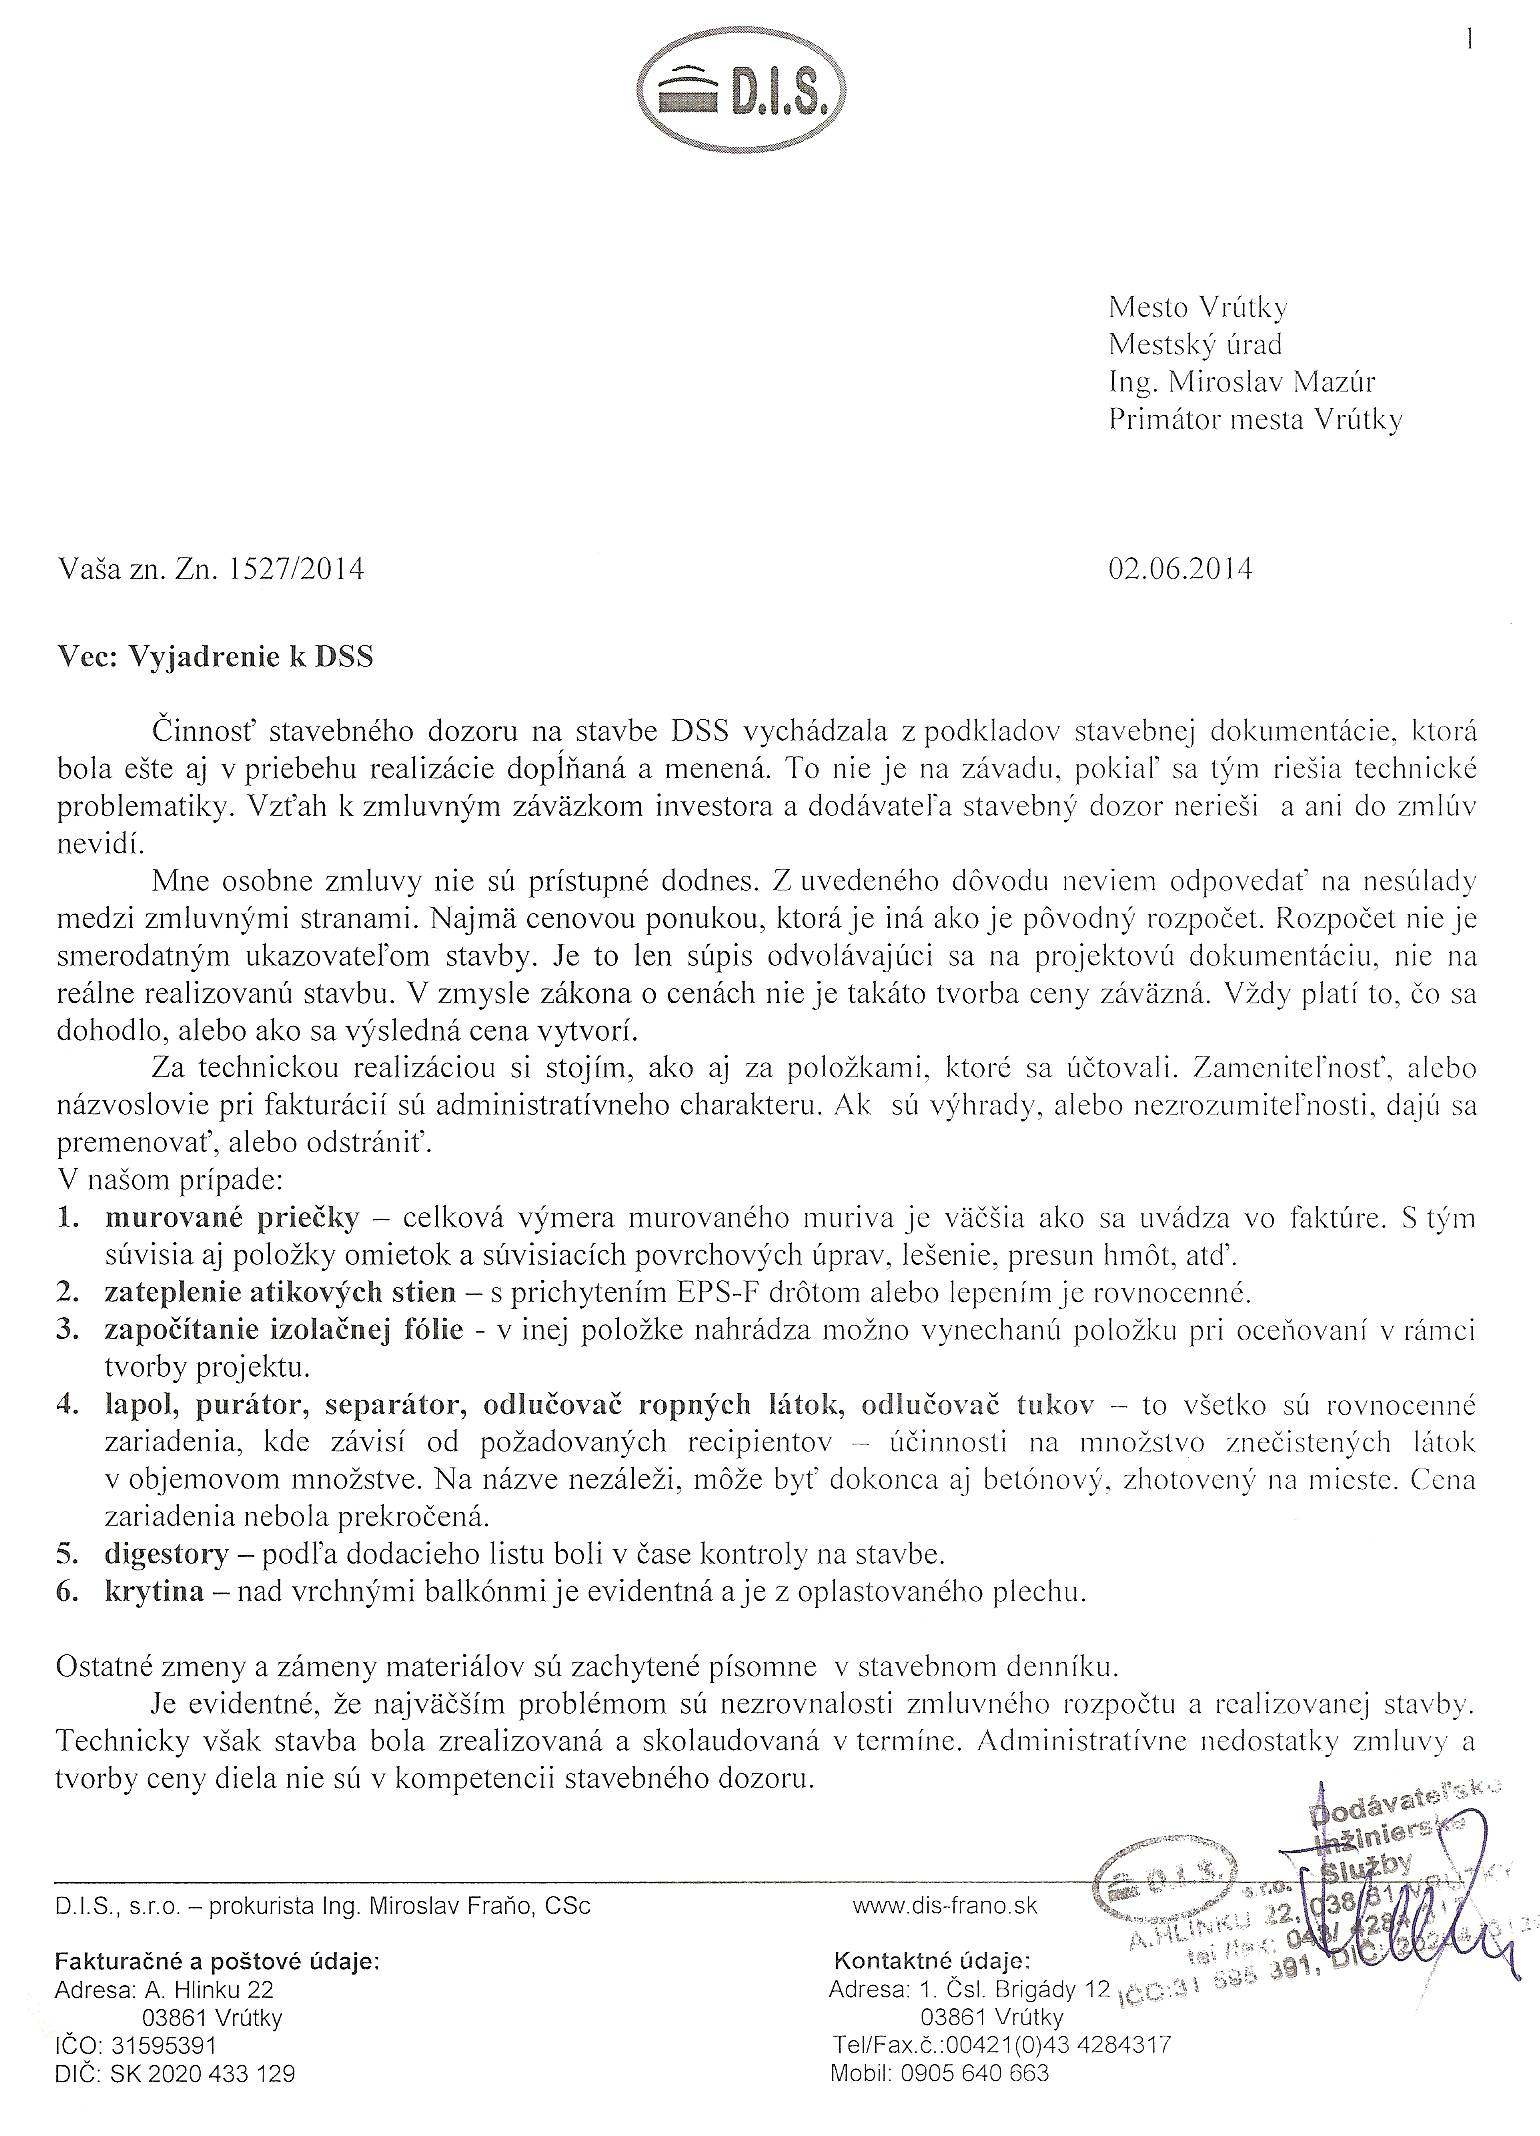 1
D.I.S.
Mesto Vrútky
Mestský úrad
Ing. Miroslav Mazúr
Primátor mesta Vrútky
Vaša zn. Zn. 1527/2014
02.06.2014
Vec: Vyjadrenie k DSS
Činnosť stavebného dozoru na stavbe DSS vychádzala z podkladov stavebnej dokumentácie, ktorá
bola ešte aj v priebehu realizácie dopĺňaná a menená. To nie je na závadu, pokiaľ sa tým riešia technické
problematiky. Vzťah k zmluvným záväzkom investora a dodávateľa stavebný dozor nerieši a ani do zmlúv
nevidí.
Mne osobne zmluvy nie sú prístupné dodnes. Z uvedeného dôvodu neviem odpovedať na nesúlady
medzi zmluvnými stranami. Najmä cenovou ponukou, ktorá je iná ako je pôvodný rozpočet. Rozpočet nie je
smerodatným ukazovateľom stavby. Je to len súpis odvolávajúci sa na projektovú dokumentáciu, nie na
reálne realizovanú stavbu. V zmysle zákona o cenách nie je takáto tvorba ceny záväzná. Vždy platí to, čo sa
dohodlo, alebo ako sa výsledná cena vytvorí.
Za technickou realizáciou si stojím, ako aj za položkami, ktoré sa účtovali. Zameniteľnosť, alebo
názvoslovie pri fakturácií sú administratívneho charakteru. Ak sú výhrady, alebo nezrozumiteľnosti, dajú sa
premenovať, alebo odstrániť.
V našom prípade:
1. murované priečky – celková výmera murovaného muriva je väčšia ako sa uvádza vo faktúre. S tým
súvisia aj položky omietok a súvisiacich povrchových úprav, lešenie, presun hmôt, atď.
2. zateplenie atikových stien – s prichytením EPS-F drôtom alebo lepením je rovnocenné.
3. započítanie izolačnej fólie - v inej položke nahrádza možno vynechanú položku pri oceňovaní v rámci
tvorby projektu.
4. lapol, purátor, separátor, odlučovač ropných látok, odlučovač tukov – to všetko sú rovnocenné
zariadenia, kde závisí od požadovaných recipientov – účinnosti na množstvo znečistených látok
v objemovom množstve. Na názve nezáleži, môže byť dokonca aj betónový, zhotovený na mieste. Cena
zariadenia nebola prekročená.
5. digestory – podľa dodacieho listu boli v čase kontroly na stavbe.
6. krytina – nad vrchnými balkónmi je evidentná a je z oplastovaného plechu.
Ostatné zmeny a zámeny materiálov sú zachytené písomne v stavebnom denníku.
Je evidentné, že najväčším problémom sú nezrovnalosti zmluvného rozpočtu a realizovanej stavby.
Technicky však stavba bola zrealizovaná a skolaudovaná v termíne. Administratívne nedostatky zmluvy a
tvorby ceny diela nie sú v kompetencii stavebného dozoru.
Dodávateľsko
Inžinierske
Služby
D.I.S. s.r.o.
A.HLINKU 22, 038 61 VRÚTKY
tel /fax: 043/ 428
IČO:31 595 391, DIČ:
D.I.S., s.r.o. – prokurista Ing. Miroslav Fraňo, CSc
www.dis-frano.sk
Fakturačné a poštové údaje:
Adresa: A. Hlinku 22
03861 Vrútky
IČO: 31595391
DIČ: SK 2020 433 129
Kontaktné údaje:
Adresa: 1. Čsl. Brigády 12
03861 Vrútky
Tel/Fax.č.:00421(0)43 4284317
Mobil: 0905 640 663